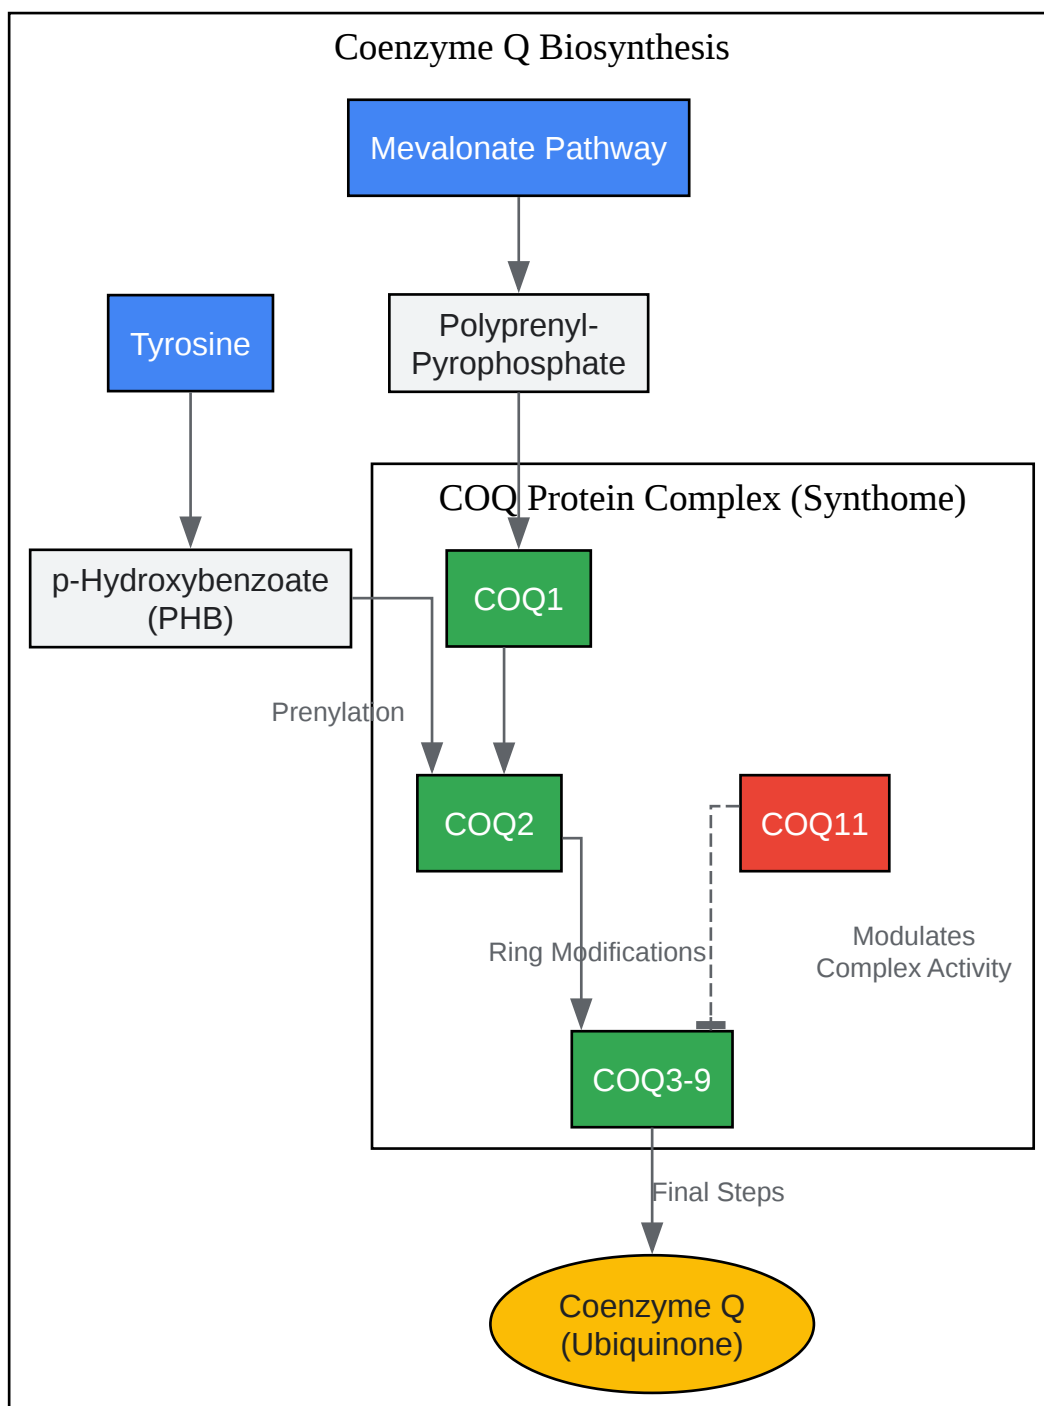 Coenzyme Q Biosynthesis
Mevalonate Pathway
Tyrosine
Polyprenyl-
Pyrophosphate
COQ Protein Complex (Synthome)
p-Hydroxybenzoate
(PHB)
COQ1
Prenylation
COQ2
COQ11
Ring Modifications
Modulates
Complex Activity
COQ3-9
Final Steps
Coenzyme Q
(Ubiquinone)